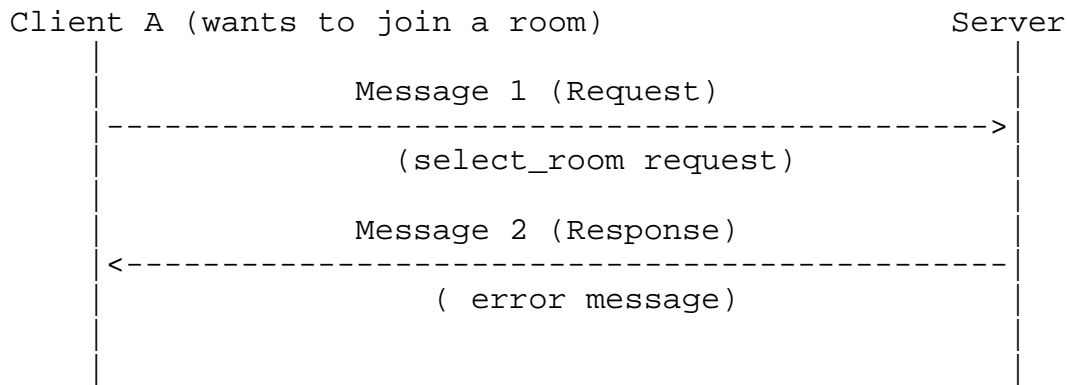 Client A (wants to join a room) Server
Message 1 (Request)
|---------------------------------------------->|
(select_room request)
Message 2 (Response)
|<----------------------------------------------|
( error message)